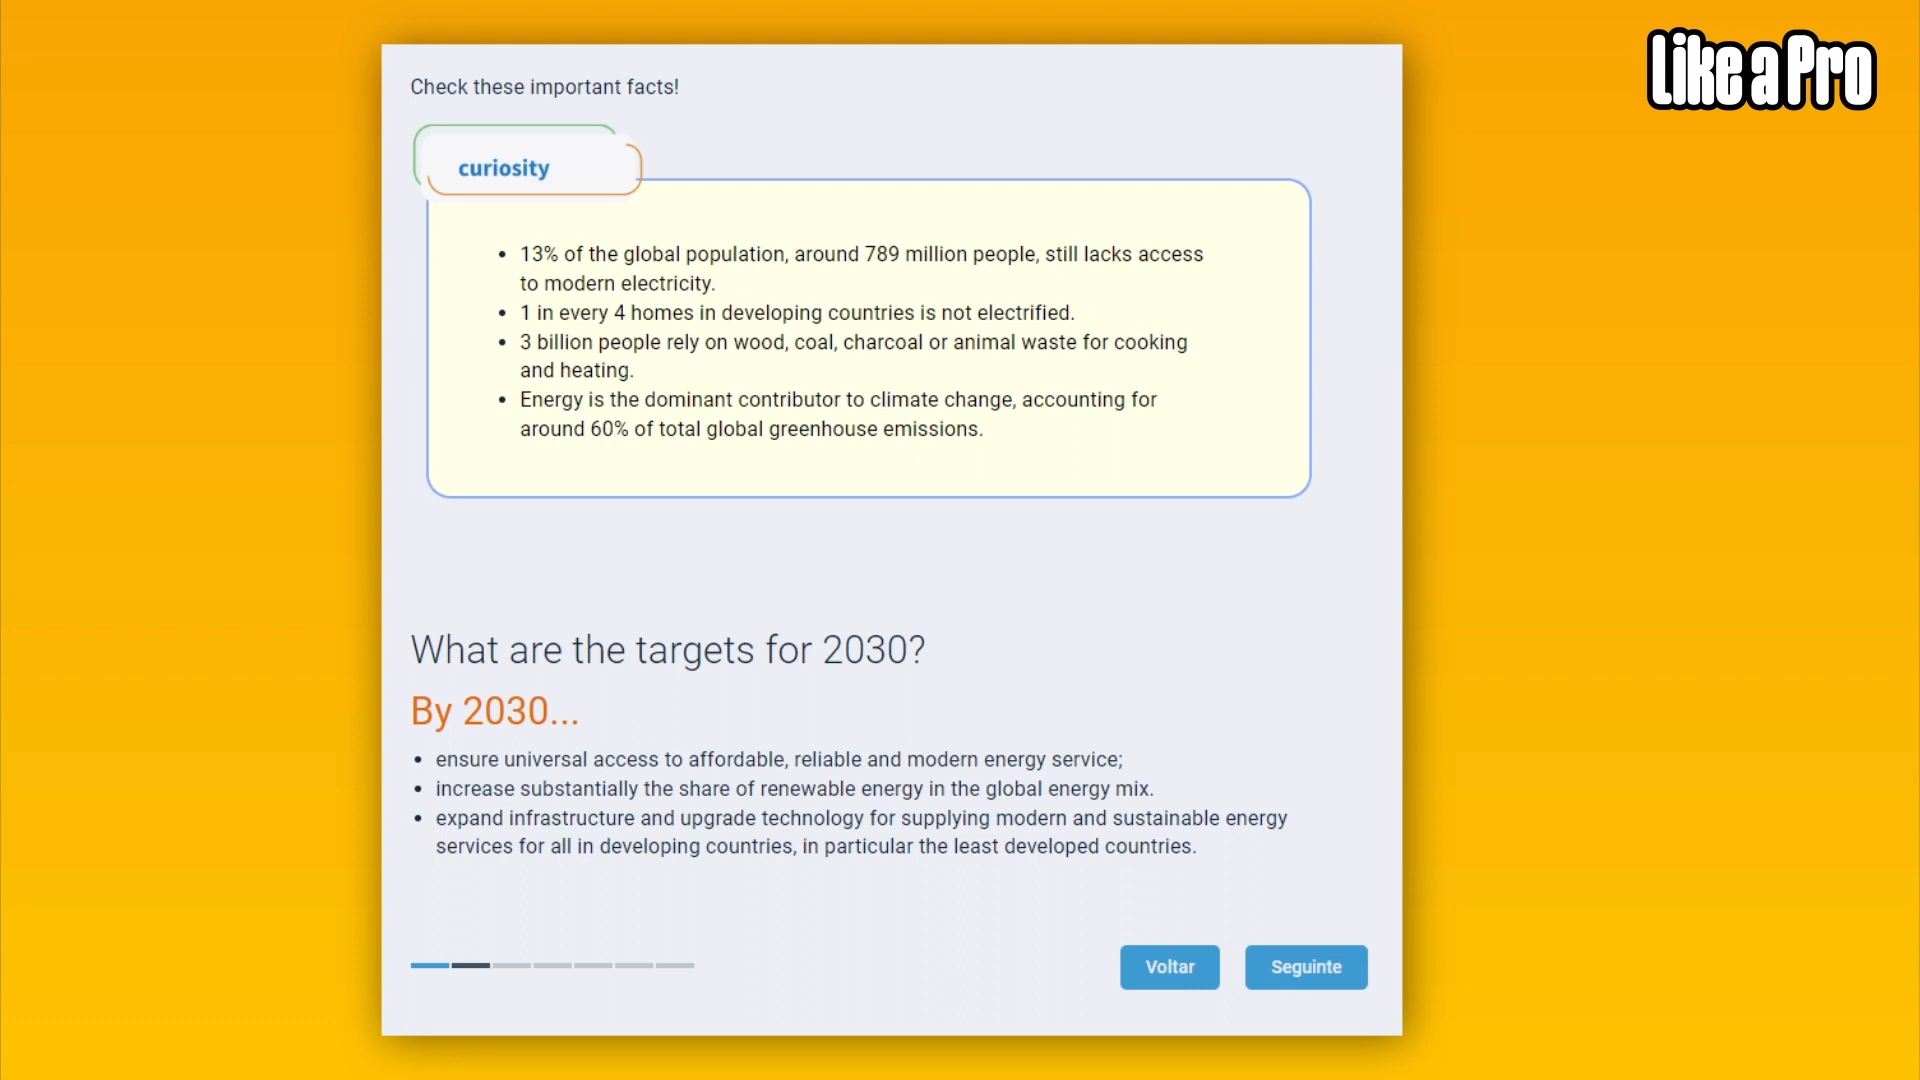 Like a Pro
Check these important facts!
curiosity
• 13% of the global population, around 789 million people, still lacks access
to modern electricity.
• 1 in every 4 homes in developing countries is not electrified.
• 3 billion people rely on wood, coal, charcoal or animal waste for cooking
and heating.
• Energy is the dominant contributor to climate change, accounting for
around 60% of total global greenhouse emissions.
What are the targets for 2030?
By 2030...
• ensure universal access to affordable, reliable and modern energy service;
• increase substantially the share of renewable energy in the global energy mix.
• expand infrastructure and upgrade technology for supplying modern and sustainable energy
services for all in developing countries, in particular the least developed countries.
Voltar
Seguinte